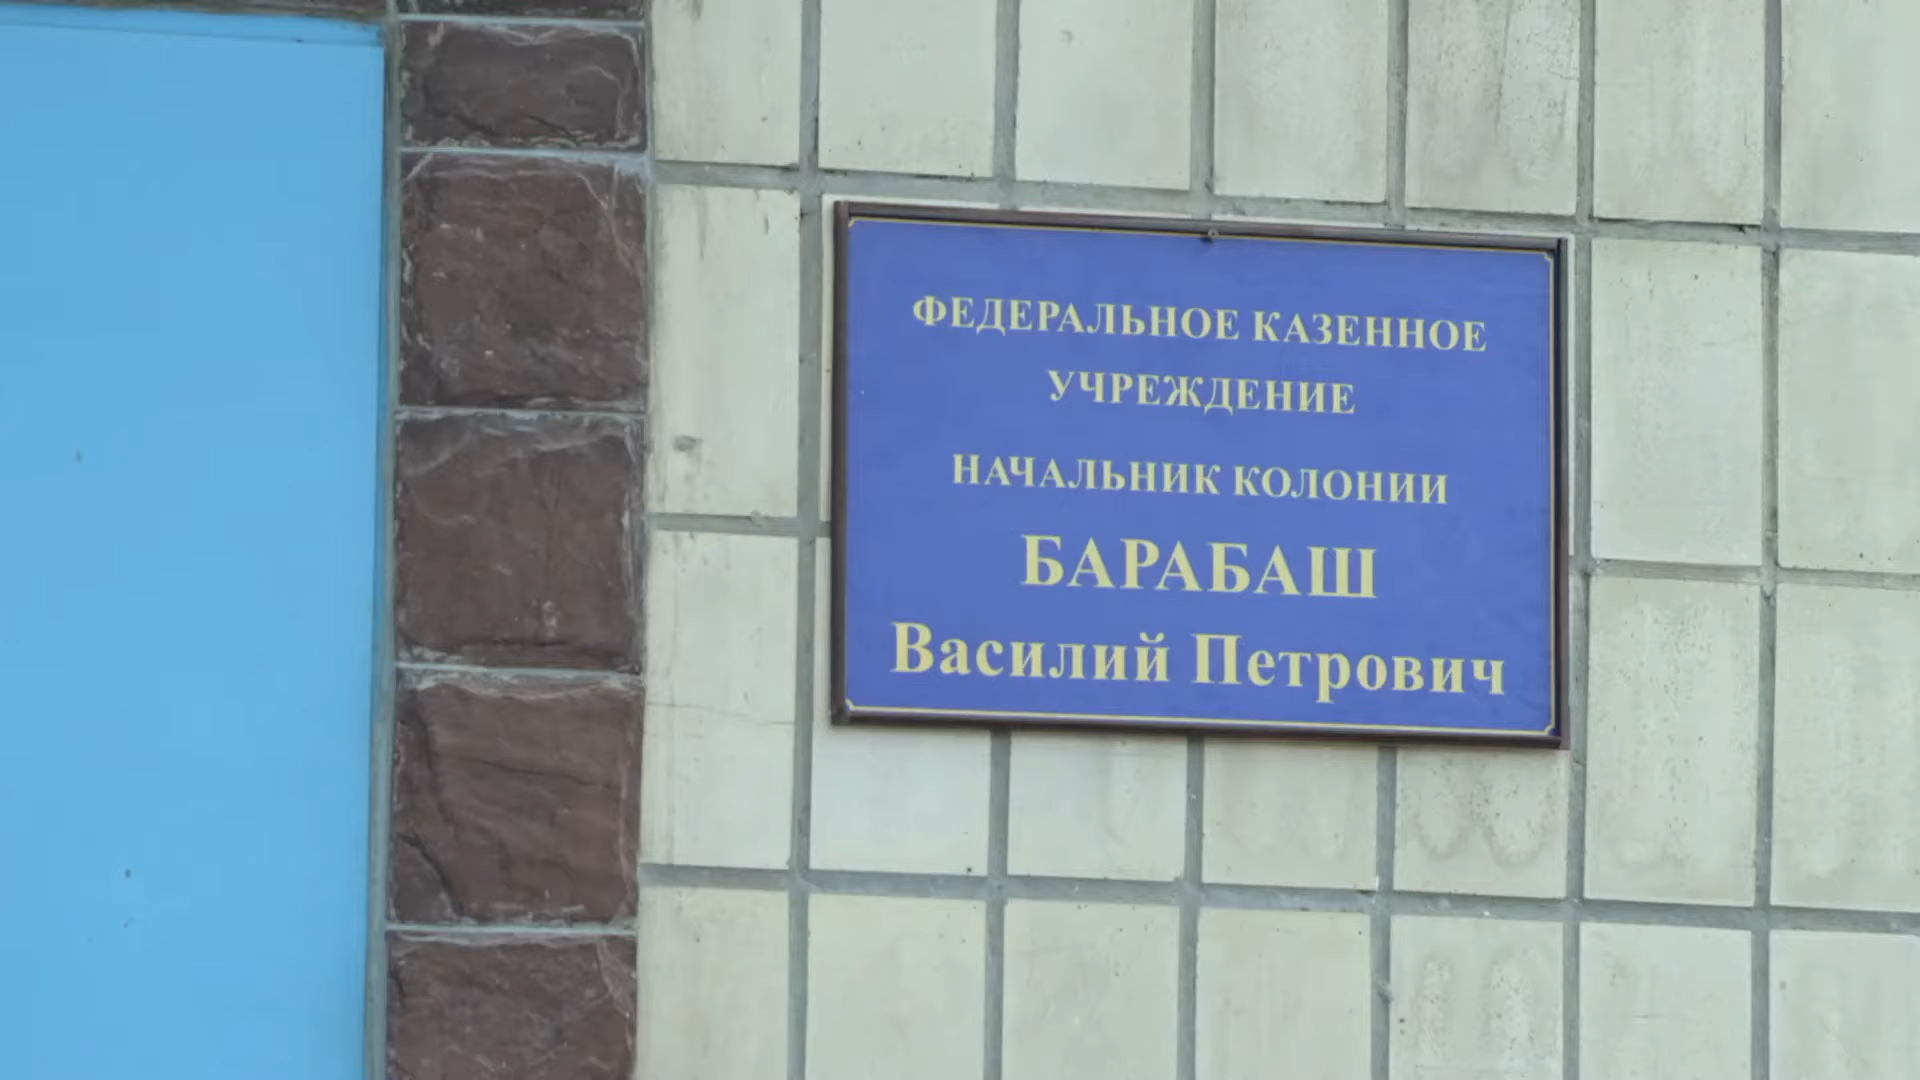 ФЕДЕРАЛЬНОЕ КАЗЕННОЕ
УЧРЕЖДЕНИЕ
НАЧАЛЬНИК КОЛОНИИ
БАРАБАШ
Василий Петрович